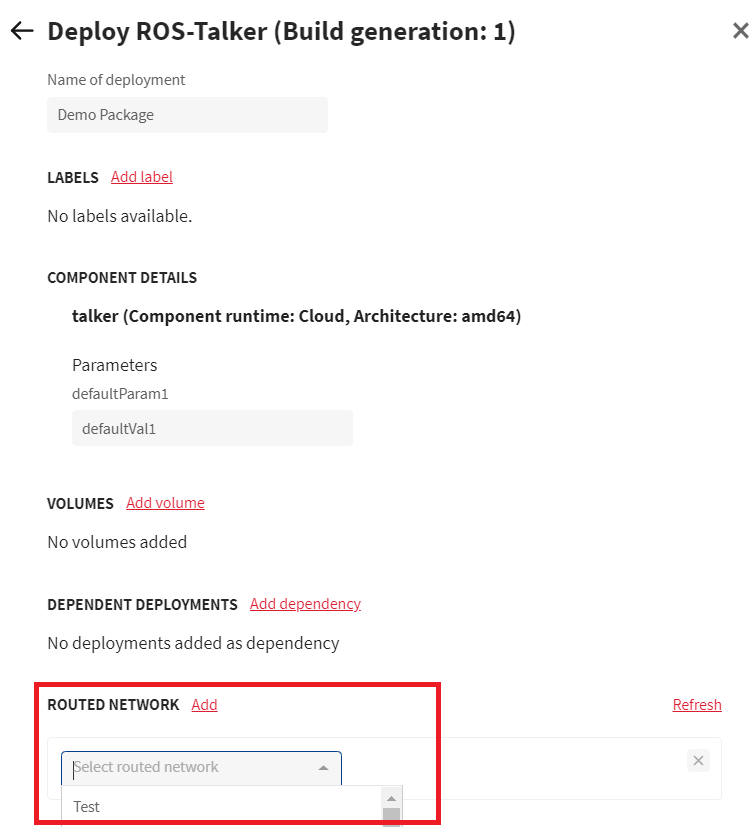 Deploy ROS-Talker (Build generation: 1)
Name of deployment
Demo Package
LABELS Add label
No labels available.
COMPONENT DETAILS
talker (Component runtime: Cloud, Architecture: amd64)
Parameters
defaultParam1
defaultVal1
VOLUMES Add volume
No volumes added
DEPENDENT DEPLOYMENTS Add dependency
No deployments added as dependency
ROUTED NETWORK Add Refresh
Select routed network
Test